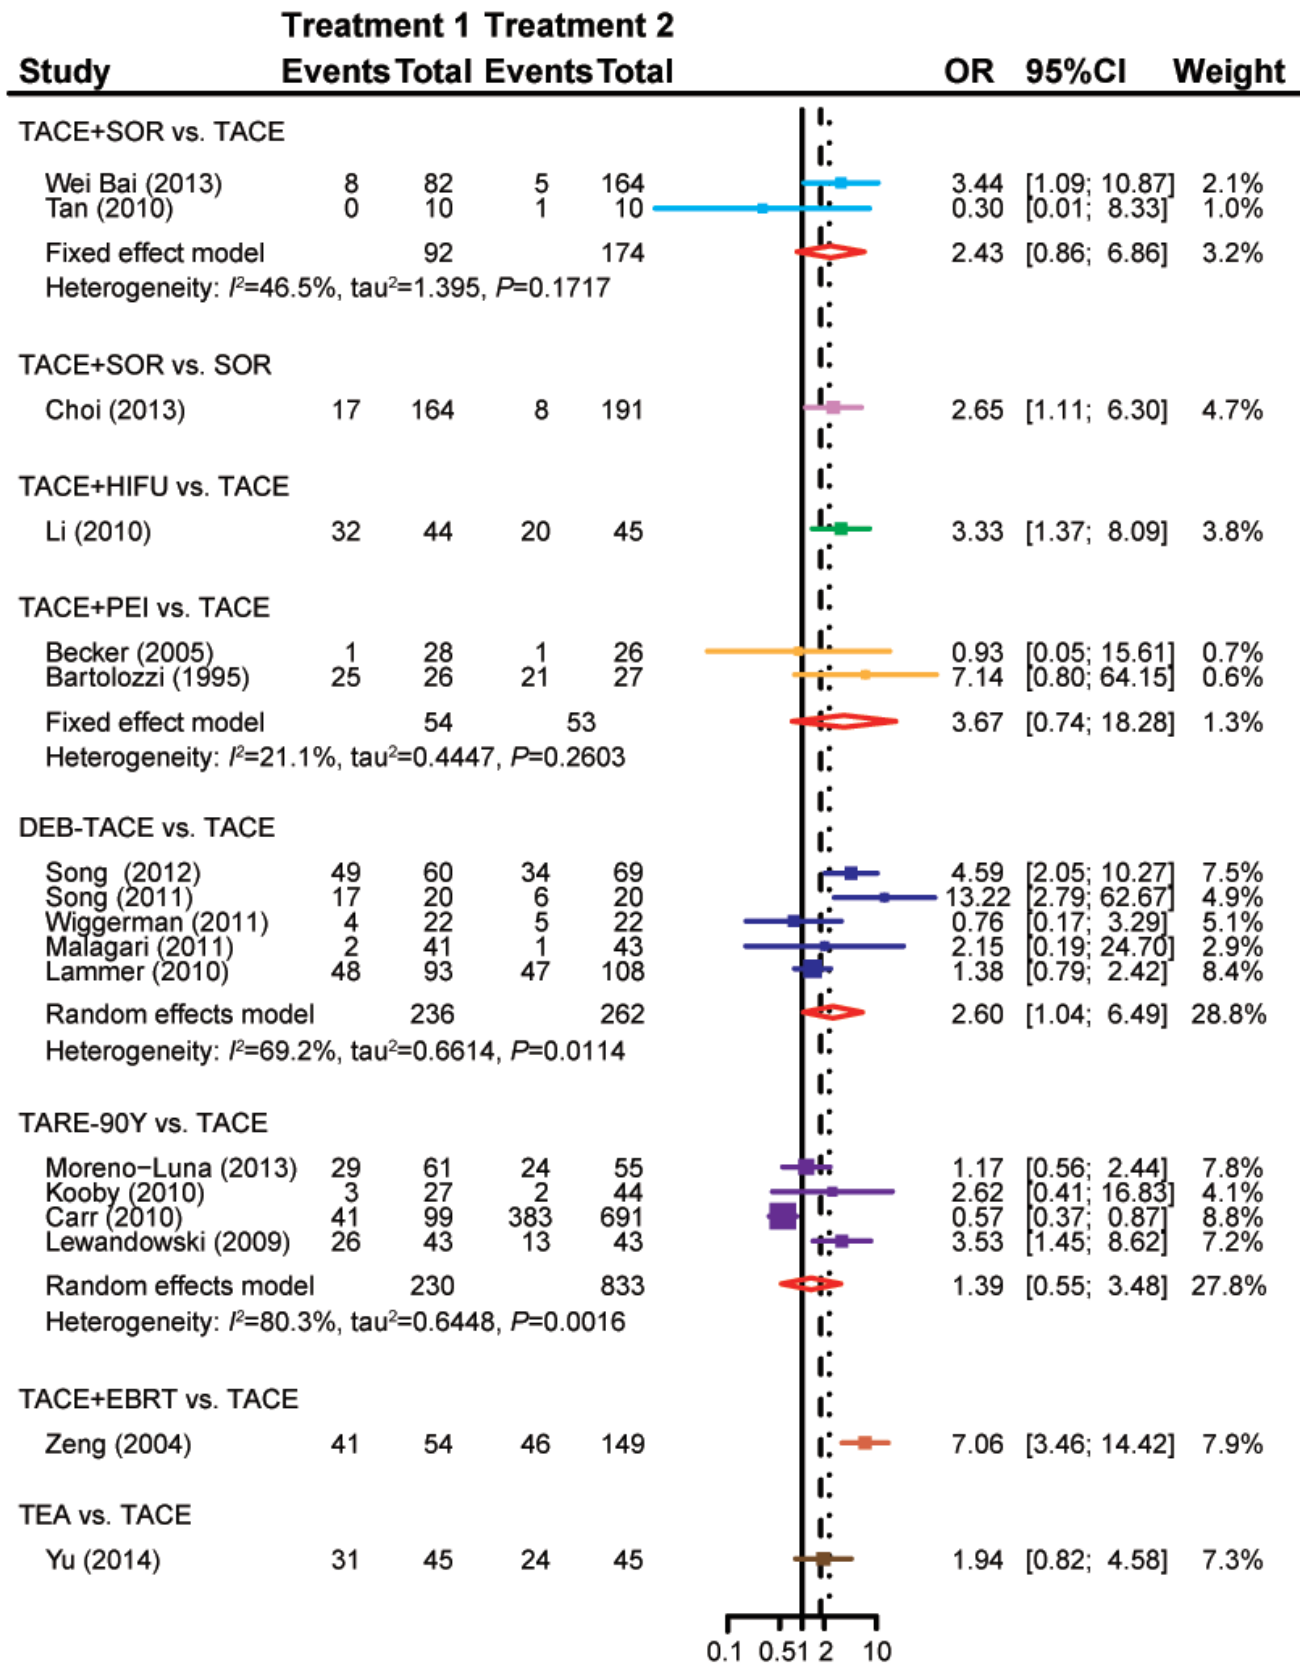 Treatment 1 Treatment 2
Study Events Total Events Total OR 95%CI Weight
TACE+SOR vs. TACE
Wei Bai (2013) 8 82 5 164 3.44 [1.09; 10.87] 2.1%
Tan (2010) 0 10 1 10 0.30 [0.01; 8.33] 1.0%
Fixed effect model 92 174 2.43 [0.86; 6.86] 3.2%
Heterogeneity: I²=46.5%, tau²=1.395, P=0.1717
TACE+SOR vs. SOR
Choi (2013) 17 164 8 191 2.65 [1.11; 6.30] 4.7%
TACE+HIFU vs. TACE
Li (2010) 32 44 20 45 3.33 [1.37; 8.09] 3.8%
TACE+PEI vs. TACE
Becker (2005) 1 28 1 26 0.93 [0.05; 15.61] 0.7%
Bartolozzi (1995) 25 26 21 27 7.14 [0.80; 64.15] 0.6%
Fixed effect model 54 53 3.67 [0.74; 18.28] 1.3%
Heterogeneity: I²=21.1%, tau²=0.4447, P=0.2603
DEB-TACE vs. TACE
Song (2012) 49 60 34 69 4.59 [2.05; 10.27] 7.5%
Song (2011) 17 20 6 20 13.22 [2.79; 62.67] 4.9%
Wiggerman (2011) 4 22 5 22 0.76 [0.17; 3.29] 5.1%
Malagari (2011) 2 41 1 43 2.15 [0.19; 24.70] 2.9%
Lammer (2010) 48 93 47 108 1.38 [0.79; 2.42] 8.4%
Random effects model 236 262 2.60 [1.04; 6.49] 28.8%
Heterogeneity: I²=69.2%, tau²=0.6614, P=0.0114
TARE-90Y vs. TACE
Moreno−Luna (2013) 29 61 24 55 1.17 [0.56; 2.44] 7.8%
Kooby (2010) 3 27 2 44 2.62 [0.41; 16.83] 4.1%
Carr (2010) 41 99 383 691 0.57 [0.37; 0.87] 8.8%
Lewandowski (2009) 26 43 13 43 3.53 [1.45; 8.62] 7.2%
Random effects model 230 833 1.39 [0.55; 3.48] 27.8%
Heterogeneity: I²=80.3%, tau²=0.6448, P=0.0016
TACE+EBRT vs. TACE
Zeng (2004) 41 54 46 149 7.06 [3.46; 14.42] 7.9%
TEA vs. TACE
Yu (2014) 31 45 24 45 1.94 [0.82; 4.58] 7.3%
0.1 0.51 2 10